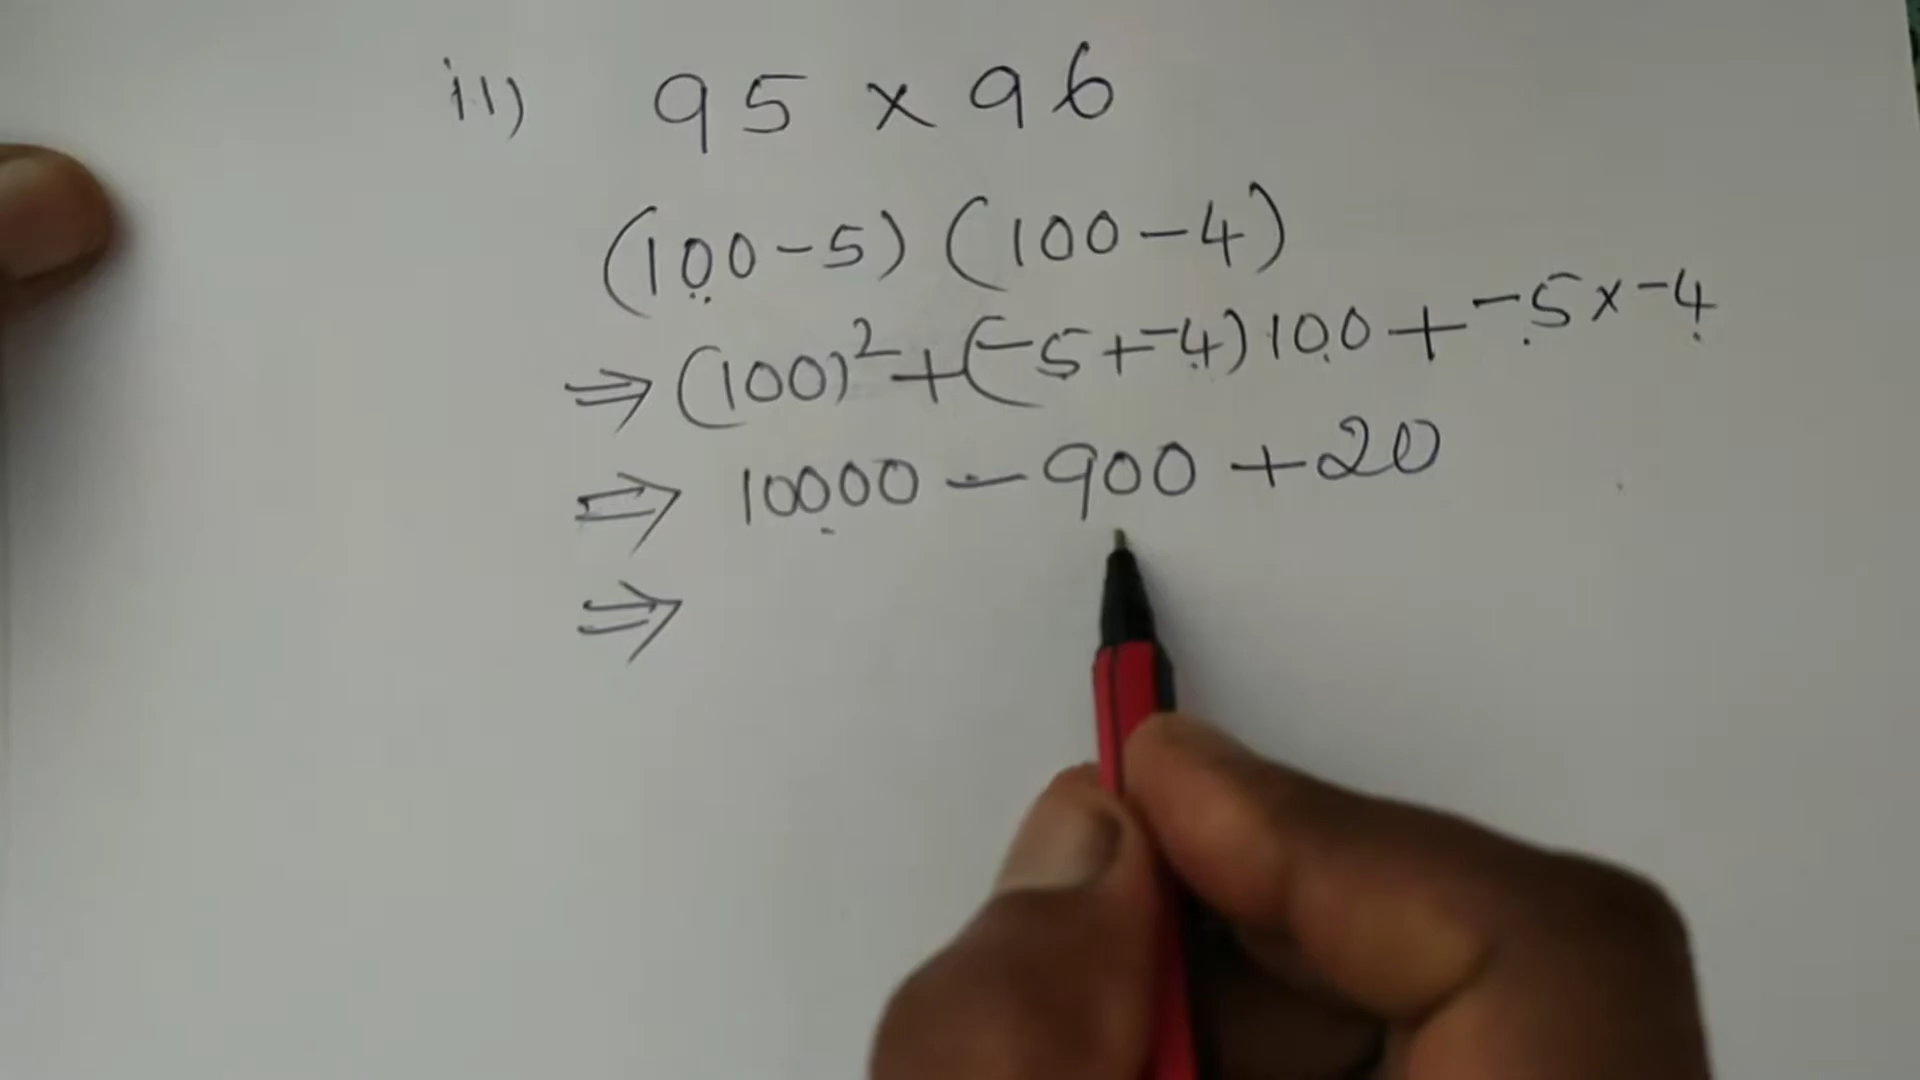 ii) 95 × 96
(100-5) (100-4)
⇒ (100)² + (-5+-4)100 + -5×-4
⇒ 10000 - 900 + 20
⇒